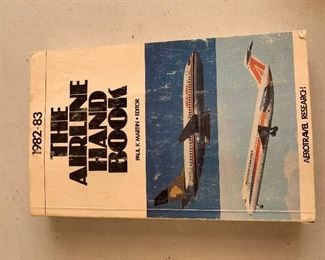 1982-83
THE
AIRLINE
HAND
BOOK
PAUL K. MARTIN • EDITOR
AEROTRAVEL RESEARCH